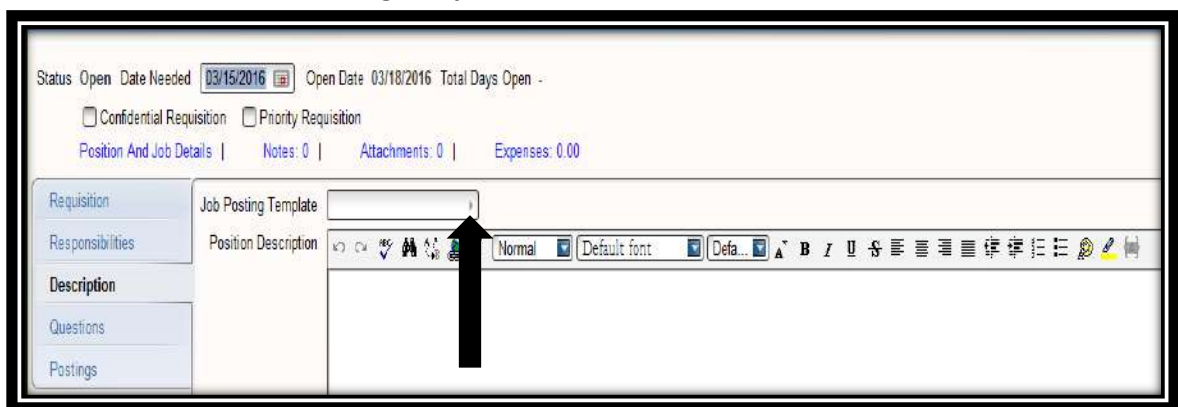 Status Open Date Needed 03/15/2016 Open Date 03/18/2016 Total Days Open -
Confidential Requisition Priority Requisition
Position And Job Details | Notes: 0 | Attachments: 0 | Expenses: 0.00
Requisition Job Posting Template
Responsibilities Position Description Normal Default font Defa... B I U S
Description
Questions
Postings